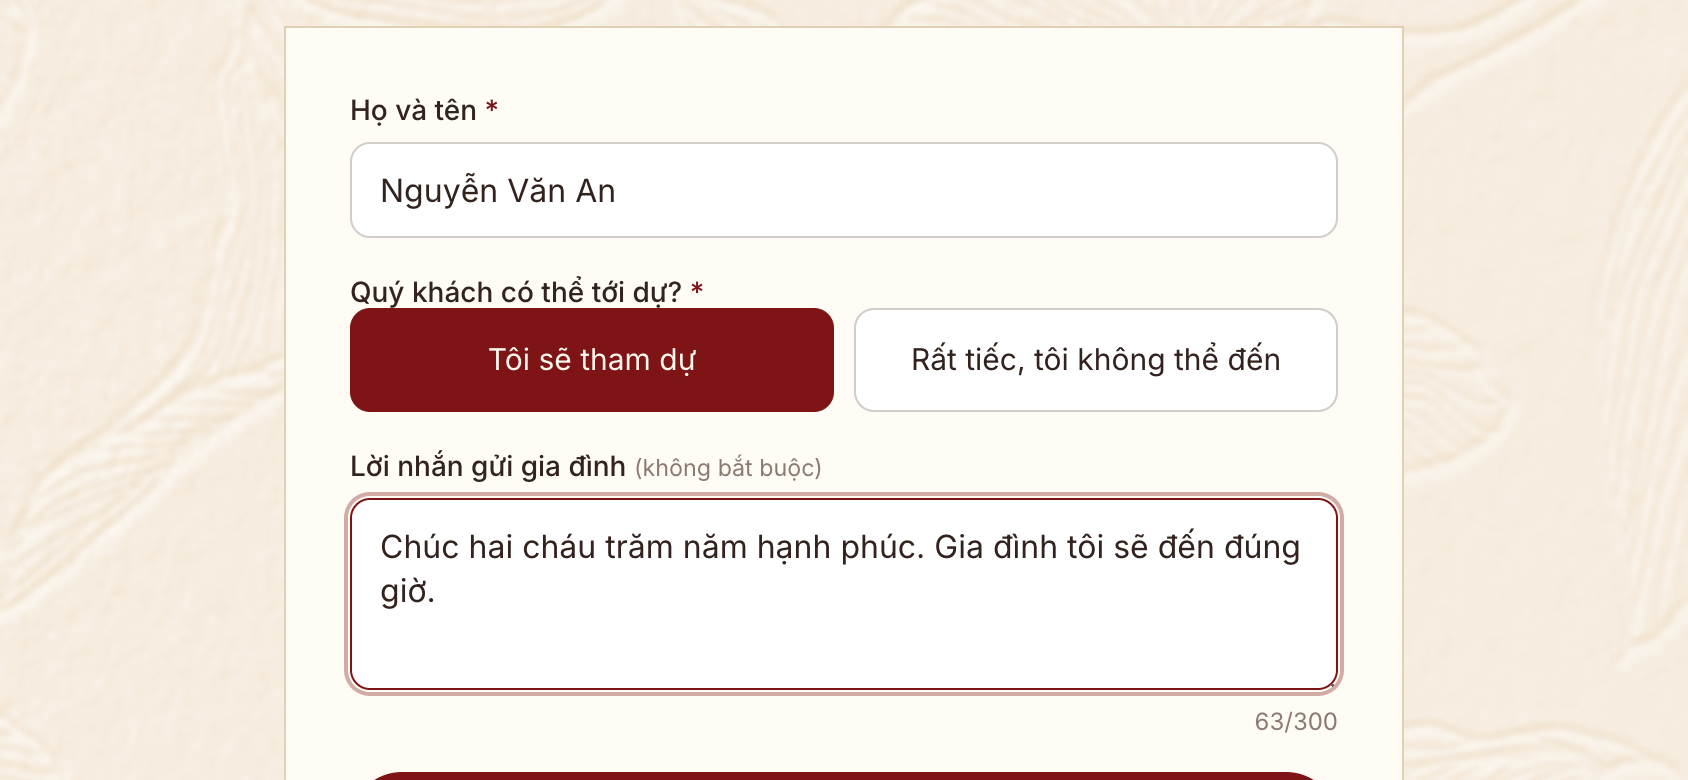 Họ và tên *
Nguyễn Văn An
Quý khách có thể tới dự? *
Tôi sẽ tham dự
Rất tiếc, tôi không thể đến
Lời nhắn gửi gia đình (không bắt buộc)
Chúc hai cháu trăm năm hạnh phúc. Gia đình tôi sẽ đến đúng
giờ.
63/300